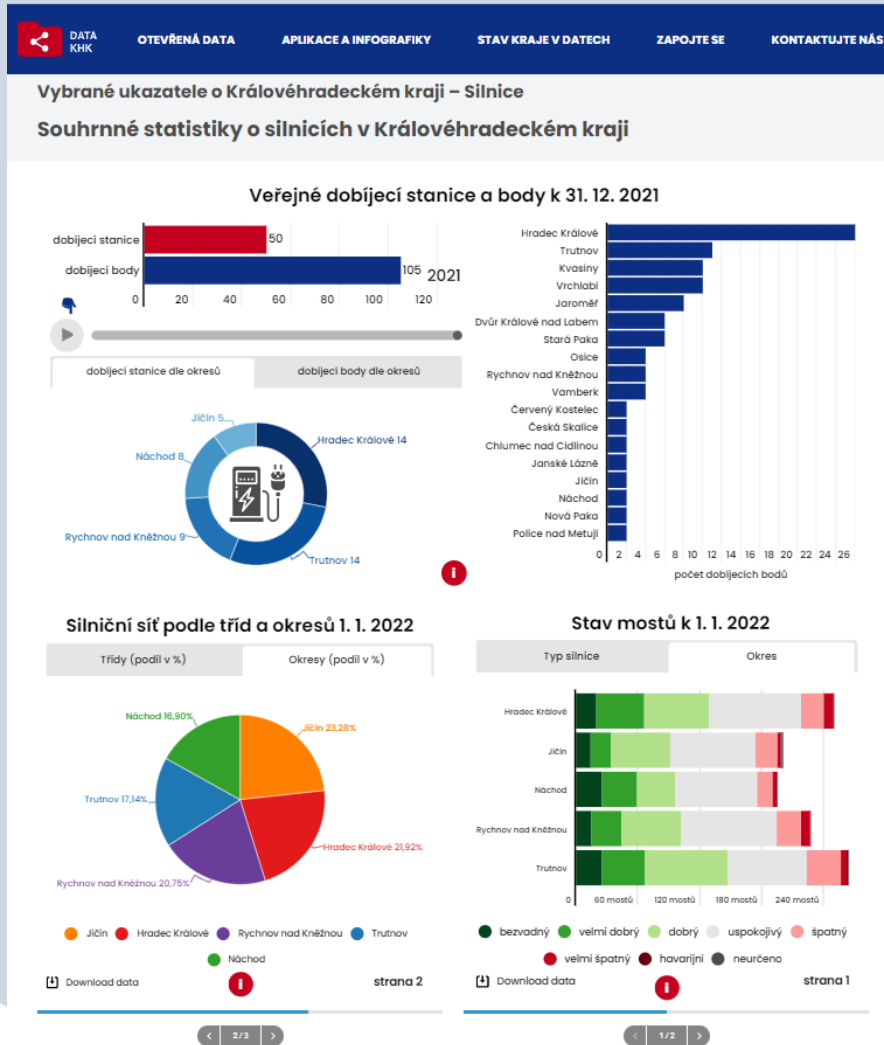 DATA
KHK
OTEVŘENÁ DATA
APLIKACE A INFOGRAFIKY
STAV KRAJE V DATECH
ZAPOJTE SE
KONTAKTUJTE NÁS
Vybrané ukazatele o Královéhradeckém kraji – Silnice
Souhrnné statistiky o silnicích v Královéhradeckém kraji
Veřejné dobíjecí stanice a body k 31. 12. 2021
dobíjecí stanice
50
dobíjecí body
105
2021
0 20 40 60 80 100 120
dobíjecí stanice dle okresů
dobíjecí body dle okresů
Jičín 5
Hradec Králové 14
Náchod 8
Rychnov nad Kněžnou 9
Trutnov 14
Hradec Králové
Trutnov
Kvasiny
Vrchlabí
Jaroměř
Dvůr Králové nad Labem
Stará Paka
Osice
Rychnov nad Kněžnou
Vamberk
Červený Kostelec
Česká Skalice
Chlumec nad Cidlinou
Janské Lázně
Jičín
Náchod
Nová Paka
Police nad Metují
0 2 4 6 8 10 12 14 16 18 20 22 24 26
počet dobíjecích bodů
i
Silniční síť podle tříd a okresů 1. 1. 2022
Třídy (podíl v %)
Okresy (podíl v %)
Náchod 16,90%
Jičín 23,28%
Trutnov 17,14%
Hradec Králové 21,92%
Rychnov nad Kněžnou 20,75%
Jičín
Hradec Králové
Rychnov nad Kněžnou
Trutnov
Náchod
Download data
i
strana 2
2/3
Stav mostů k 1. 1. 2022
Typ silnice
Okres
Hradec Králové
Jičín
Náchod
Rychnov nad Kněžnou
Trutnov
0 60 mostů 120 mostů 180 mostů 240 mostů
bezvadný
velmi dobrý
dobrý
uspokojivý
špatný
velmi špatný
havarijní
neurčeno
Download data
i
strana 1
1/2